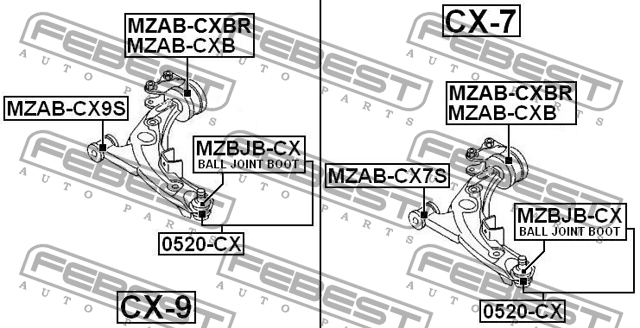 MZAB-CXBR
MZAB-CXB
MZAB-CX9S
MZBJB-CX
BALL JOINT BOOT
0520-CX
CX-9
CX-7
MZAB-CXBR
MZAB-CXB
MZAB-CX7S
MZBJB-CX
BALL JOINT BOOT
0520-CX
FEBEST
AUTO PARTS